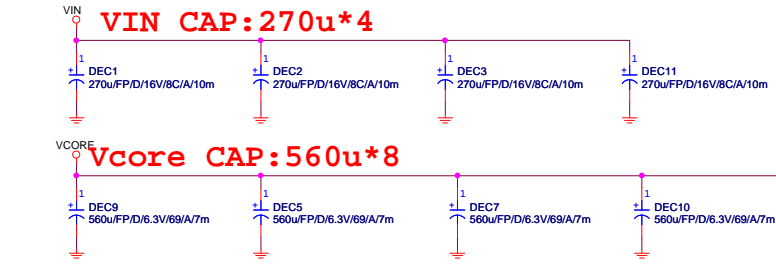 VIN
VIN CAP:270u*4
1 1 1 1
DEC1 DEC2 DEC3 DEC11
270u/FP/D/16V/8C/A/10m 270u/FP/D/16V/8C/A/10m 270u/FP/D/16V/8C/A/10m 270u/FP/D/16V/8C/A/10m
VCORE
Vcore CAP:560u*8
1 1 1 1
DEC9 DEC5 DEC7 DEC10
560u/FP/D/6.3V/69/A/7m 560u/FP/D/6.3V/69/A/7m 560u/FP/D/6.3V/69/A/7m 560u/FP/D/6.3V/69/A/7m